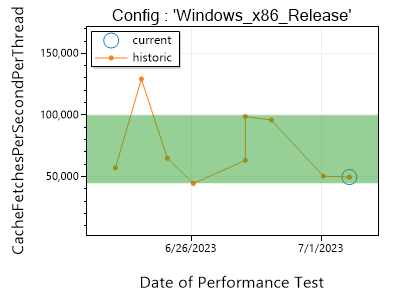 Config : 'Windows_x86_Release'
current
historic
150,000
100,000
50,000
CacheFetchesPerSecondPerThread
6/26/2023
7/1/2023
Date of Performance Test